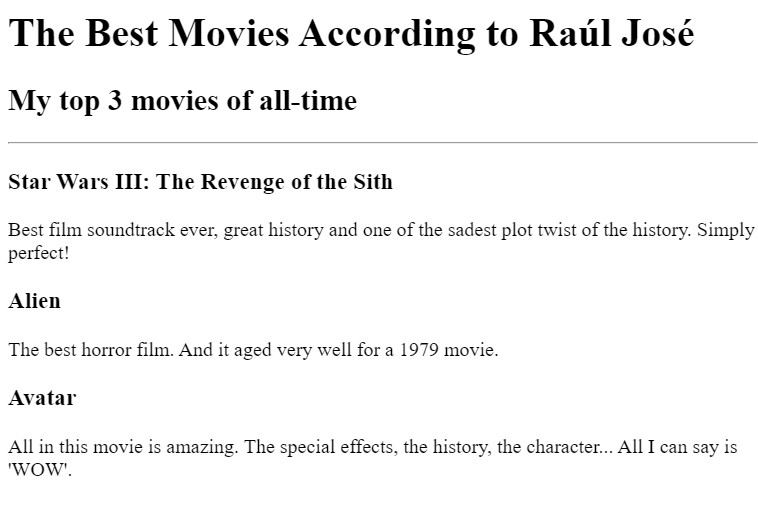 The Best Movies According to Raúl José
My top 3 movies of all-time
Star Wars III: The Revenge of the Sith
Best film soundtrack ever, great history and one of the sadest plot twist of the history. Simply
perfect!
Alien
The best horror film. And it aged very well for a 1979 movie.
Avatar
All in this movie is amazing. The special effects, the history, the character... All I can say is
'WOW'.